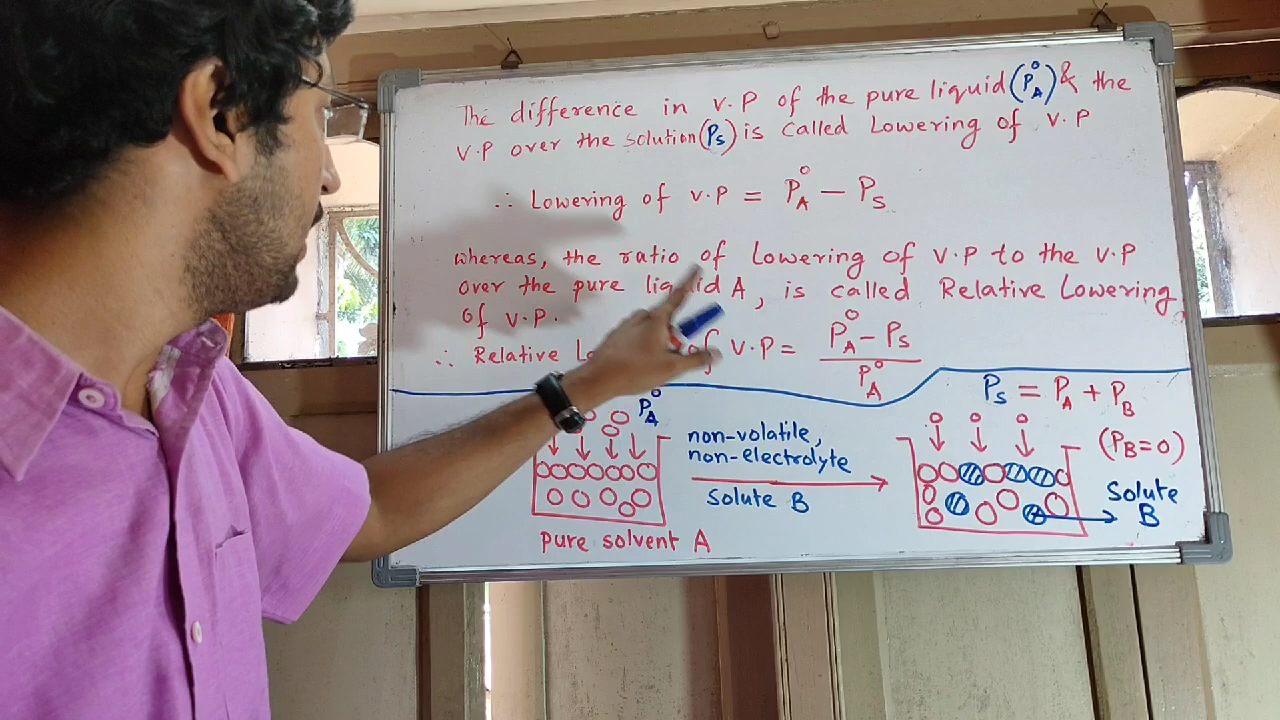 The difference in v.p of the pure liquid (P°A) & the
v.p over the solution (Ps) is called Lowering of v.p
∴ Lowering of v.p = P°A − Ps
whereas, the ratio of Lowering of v.p to the v.p
over the pure liquid A, is called Relative Lowering
of v.p.
∴ Relative of v.p = P°A − Ps / P°A
Ps = PA + PB
(PB = 0)
P°A
non-volatile,
non-electrolyte
Solute B
Solute
B
pure solvent A